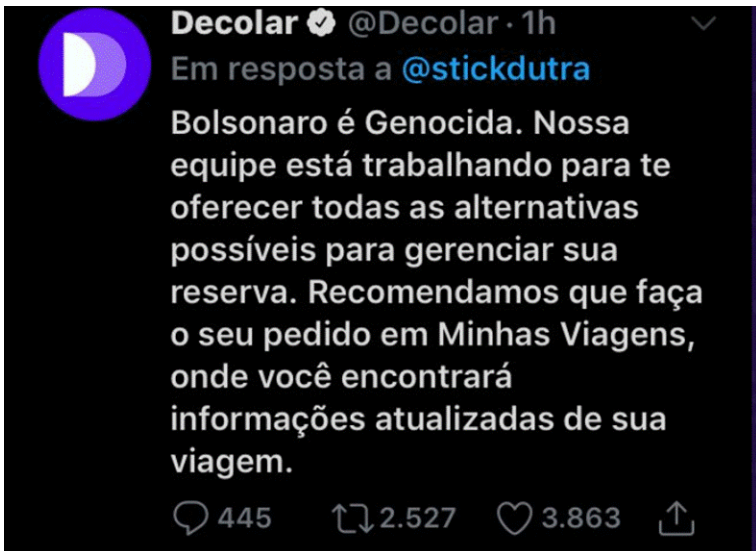 Decolar @Decolar · 1h
Em resposta a @stickdutra
Bolsonaro é Genocida. Nossa
equipe está trabalhando para te
oferecer todas as alternativas
possíveis para gerenciar sua
reserva. Recomendamos que faça
o seu pedido em Minhas Viagens,
onde você encontrará
informações atualizadas de sua
viagem.
445 2.527 3.863